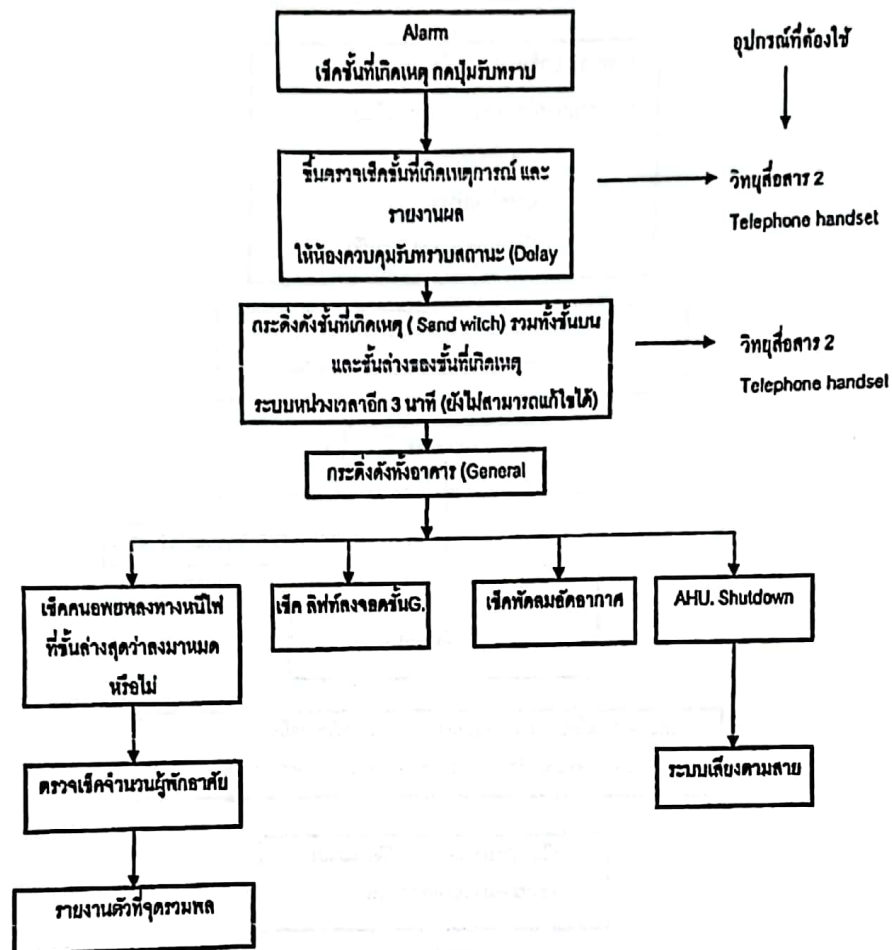 Alarm
เช็คชั้นที่เกิดเหตุ กดปุ่มรับทราบ
อุปกรณ์ที่ต้องใช้
ขึ้นตรวจเช็คชั้นที่เกิดเหตุการณ์ และ
รายงานผล
ให้ห้องควบคุมรับทราบสถานะ (Delay
วิทยุสื่อสาร 2
Telephone handset
กระดิ่งดังชั้นที่เกิดเหตุ ( Sand witch) รวมทั้งชั้นบน
และชั้นล่างของชั้นที่เกิดเหตุ
ระบบหน่วงเวลาอีก 3 นาที (ยังไม่สามารถแก้ไขได้)
วิทยุสื่อสาร 2
Telephone handset
กระดิ่งดังทั้งอาคาร (General
เช็คคนอพยพลงทางหนีไฟ
ที่ชั้นล่างสุดว่าลงมาหมด
หรือไม่
เช็ค ลิฟท์ลงจอดชั้นG.
เช็คพัดลมอัดอากาศ
AHU. Shutdown
ตรวจเช็คจำนวนผู้พักอาศัย
ระบบเสียงตามสาย
รายงานตัวที่จุดรวมพล